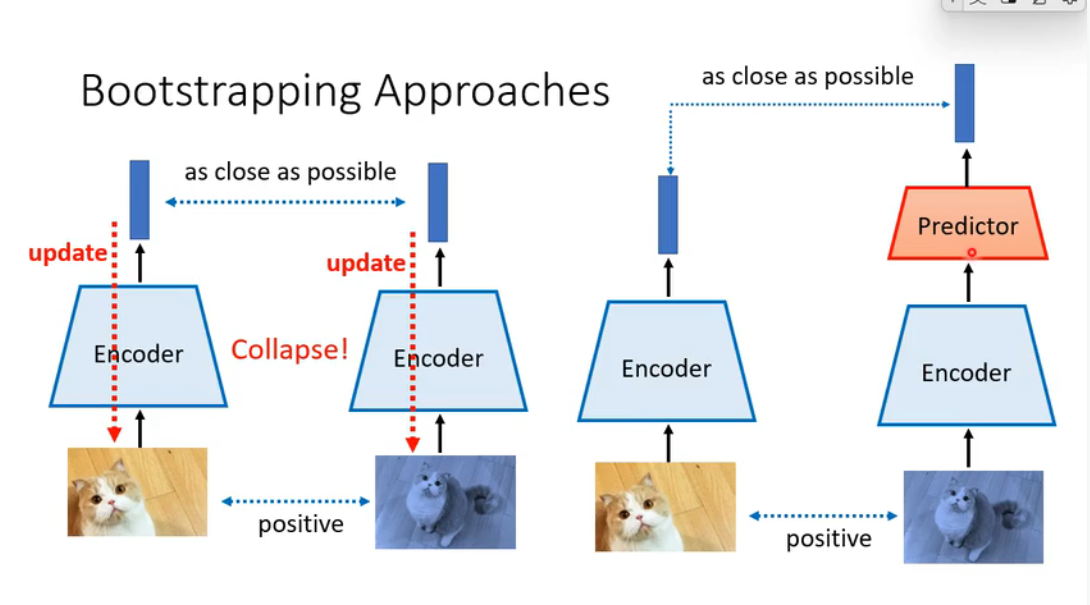 Bootstrapping Approaches
as close as possible
update
Encoder
Collapse!
update
Encoder
positive
as close as possible
Predictor
Encoder
Encoder
positive